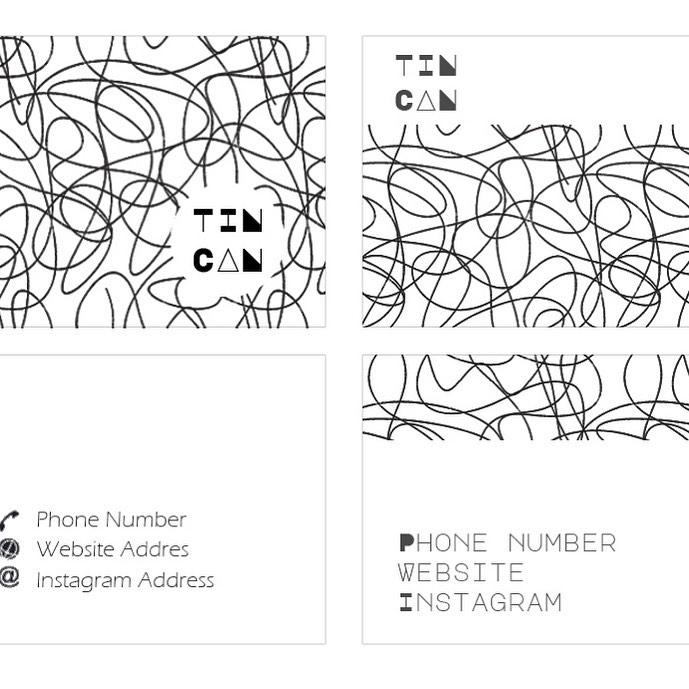 TIN
CAN
TIN
CAN
Phone Number
Website Addres
@ Instagram Address
PHONE NUMBER
WEBSITE
INSTAGRAM